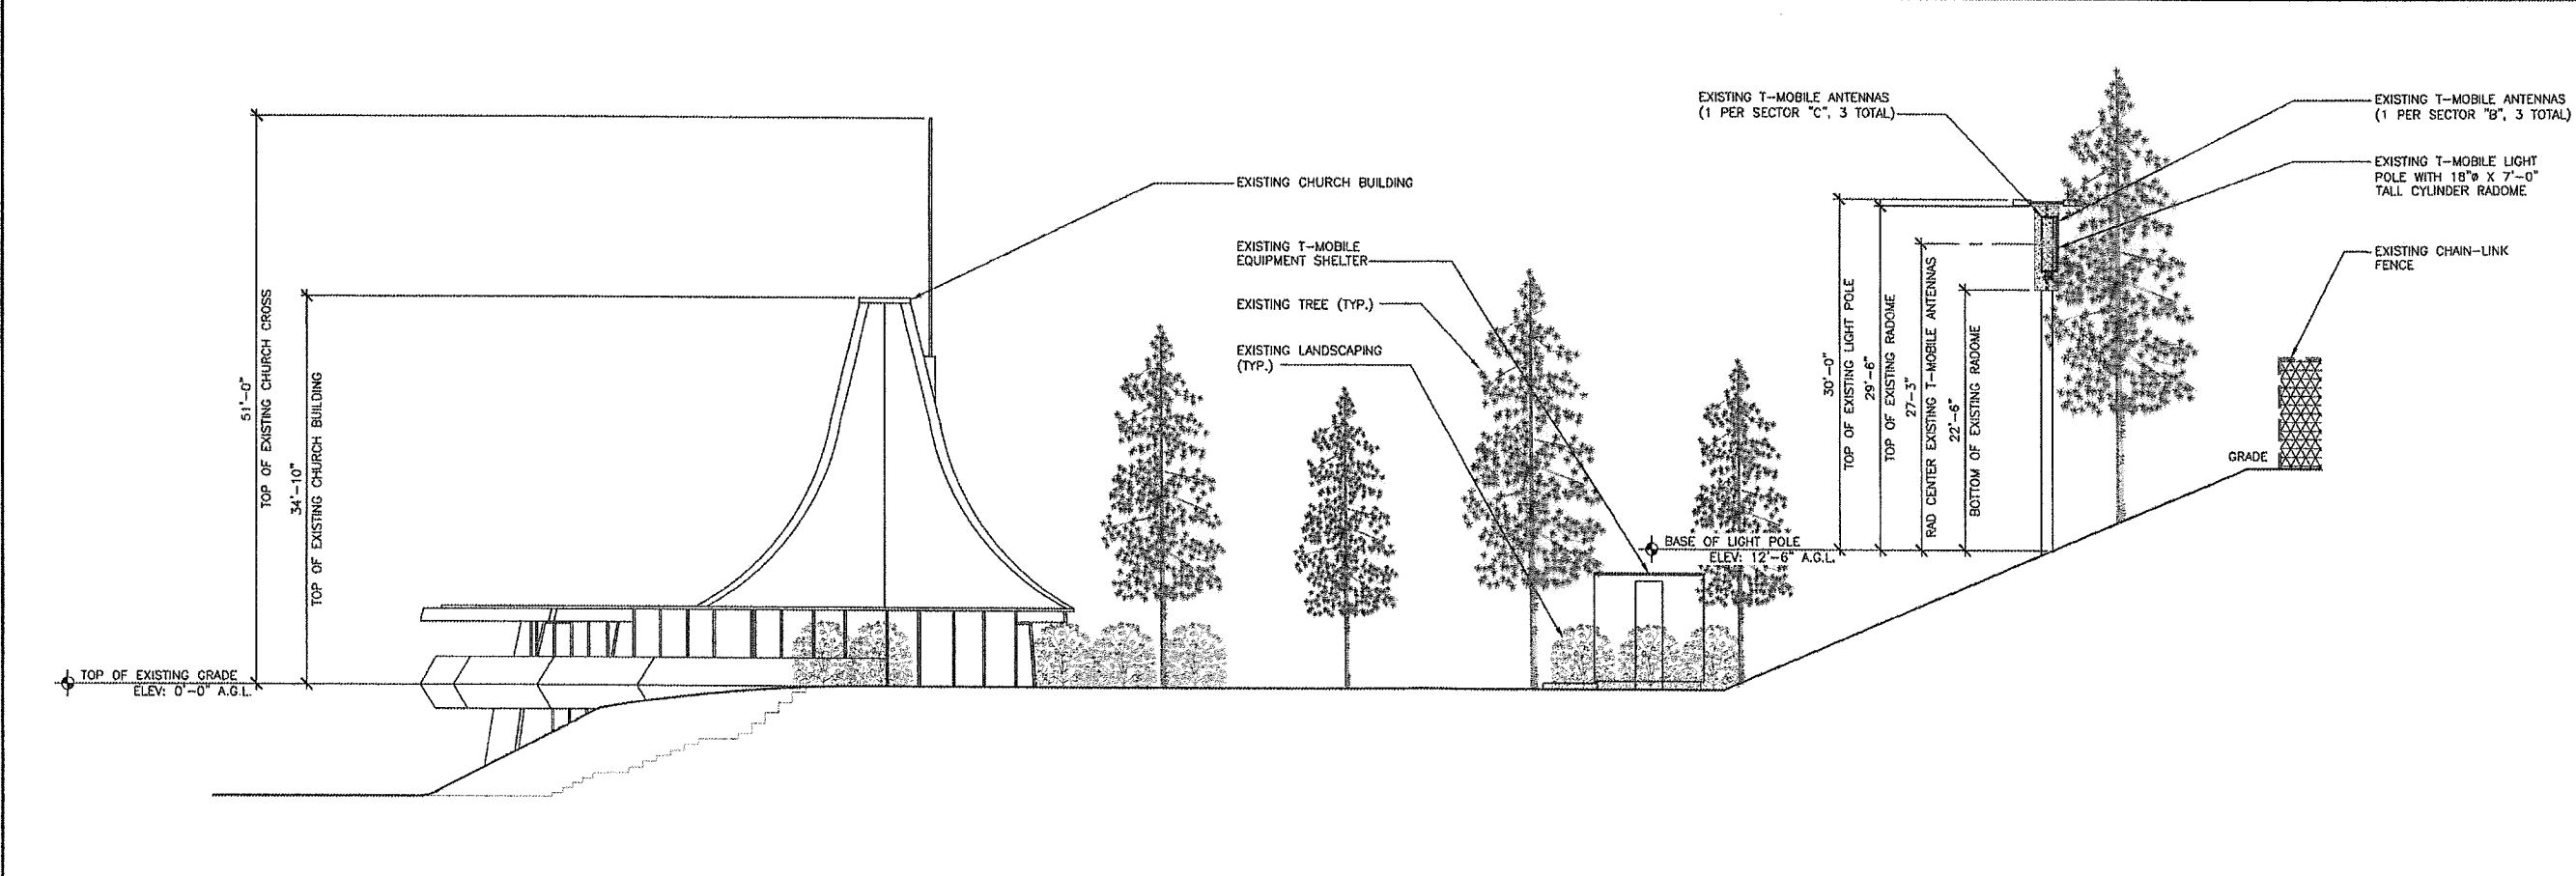 EXISTING T-MOBILE ANTENNAS
(1 PER SECTOR "C", 3 TOTAL)
EXISTING T-MOBILE ANTENNAS
(1 PER SECTOR "B", 3 TOTAL)
EXISTING T-MOBILE LIGHT
POLE WITH 18"ø X 7'-0"
TALL CYLINDER RADOME
EXISTING CHAIN-LINK
FENCE
EXISTING CHURCH BUILDING
EXISTING T-MOBILE
EQUIPMENT SHELTER
EXISTING TREE (TYP.)
EXISTING LANDSCAPING
(TYP.)
51'-0"
TOP OF EXISTING CHURCH CROSS
34'-10"
TOP OF EXISTING CHURCH BUILDING
30'-0"
TOP OF EXISTING LIGHT POLE
29'-6"
TOP OF EXISTING RADOME
27'-3"
RAD CENTER EXISTING T-MOBILE ANTENNAS
22'-6"
BOTTOM OF EXISTING RADOME
GRADE
BASE OF LIGHT POLE
ELEV: 12'-6" A.G.L.
TOP OF EXISTING GRADE
ELEV: 0'-0" A.G.L.